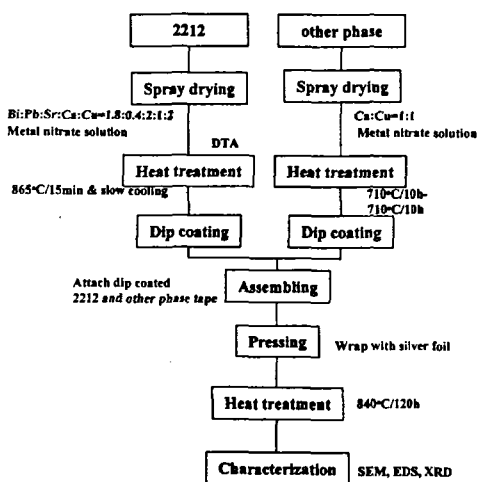 2212
other phase
Spray drying
Spray drying
Bi:Pb:Sr:Ca:Cu=1.8:0.4:2:1:2
Metal nitrate solution
Ca:Cu=1:1
Metal nitrate solution
DTA
Heat treatment
Heat treatment
865°C/15min & slow cooling
710°C/10h-
710°C/10h
Dip coating
Dip coating
Attach dip coated
2212 and other phase tape
Assembling
Pressing
Wrap with silver foil
Heat treatment
840°C/120h
Characterization
SEM, EDS, XRD